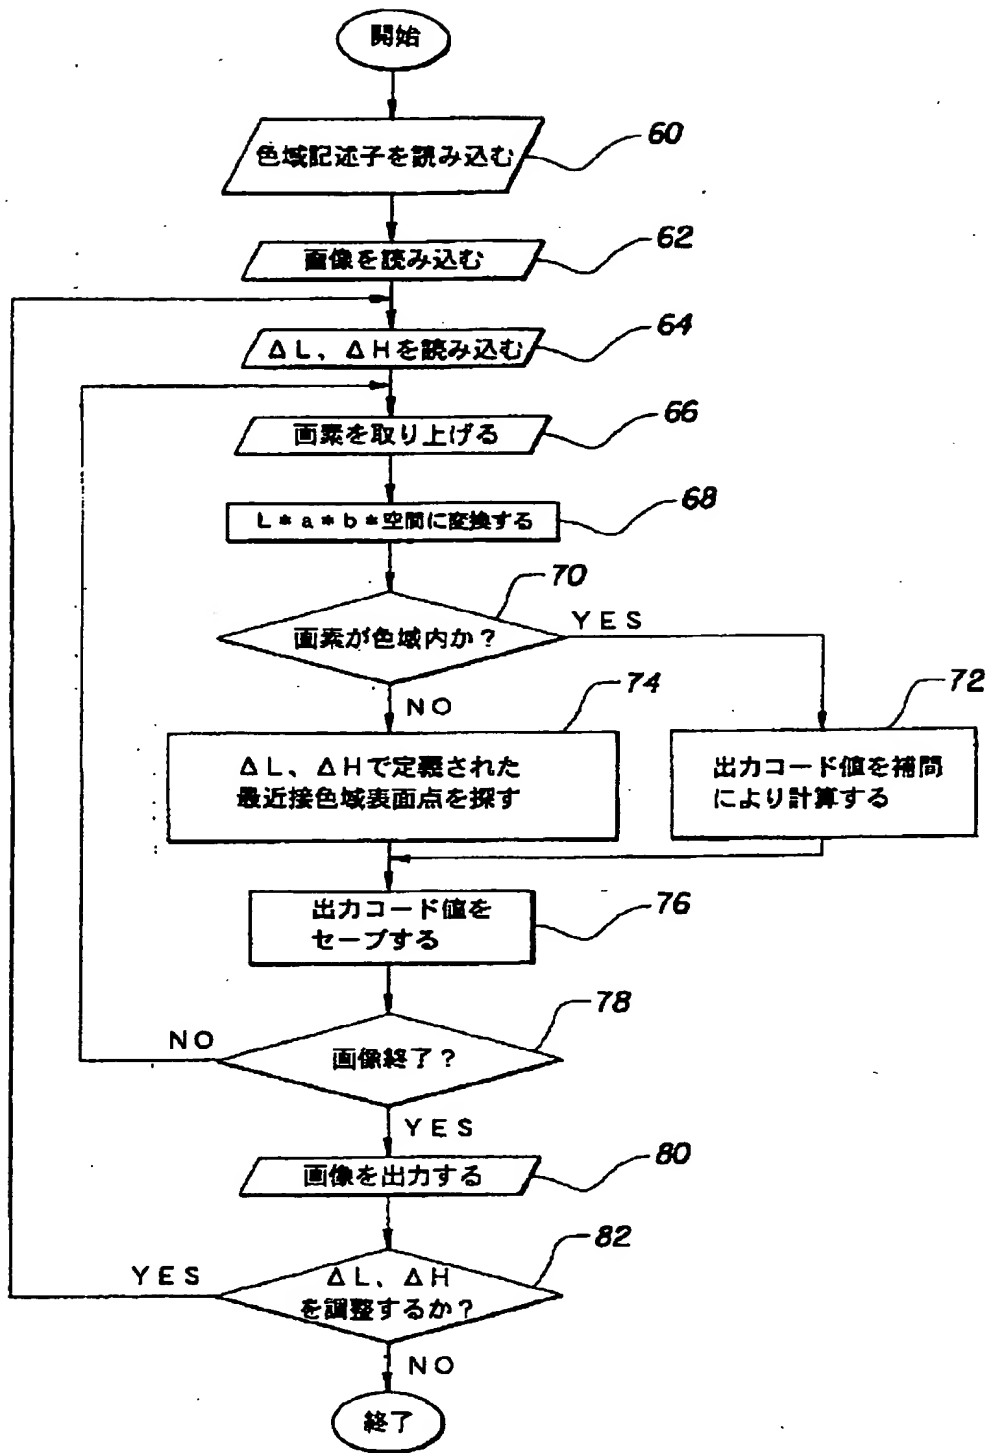 開始
色域記述子を読み込む
60
画像を読み込む
62
ΔL、ΔHを読み込む
64
画素を取り上げる
66
L*a*b*空間に変換する
68
画素が色域内か?
70
YES
NO
74
72
ΔL、ΔHで定義された
最近接色域表面点を探す
出力コード値を補間
により計算する
出力コード値を
セーブする
76
画像終了?
78
NO
YES
画像を出力する
80
ΔL、ΔH
を調整するか?
82
YES
NO
終了